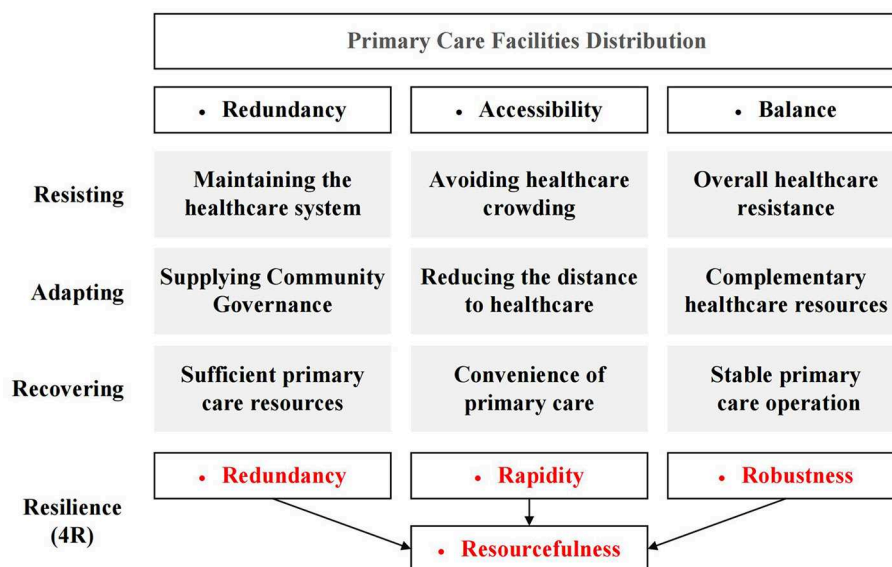 Primary Care Facilities Distribution
• Redundancy
• Accessibility
• Balance
Resisting
Maintaining the
healthcare system
Avoiding healthcare
crowding
Overall healthcare
resistance
Adapting
Supplying Community
Governance
Reducing the distance
to healthcare
Complementary
healthcare resources
Recovering
Sufficient primary
care resources
Convenience of
primary care
Stable primary
care operation
Resilience
(4R)
• Redundancy
• Rapidity
• Robustness
• Resourcefulness